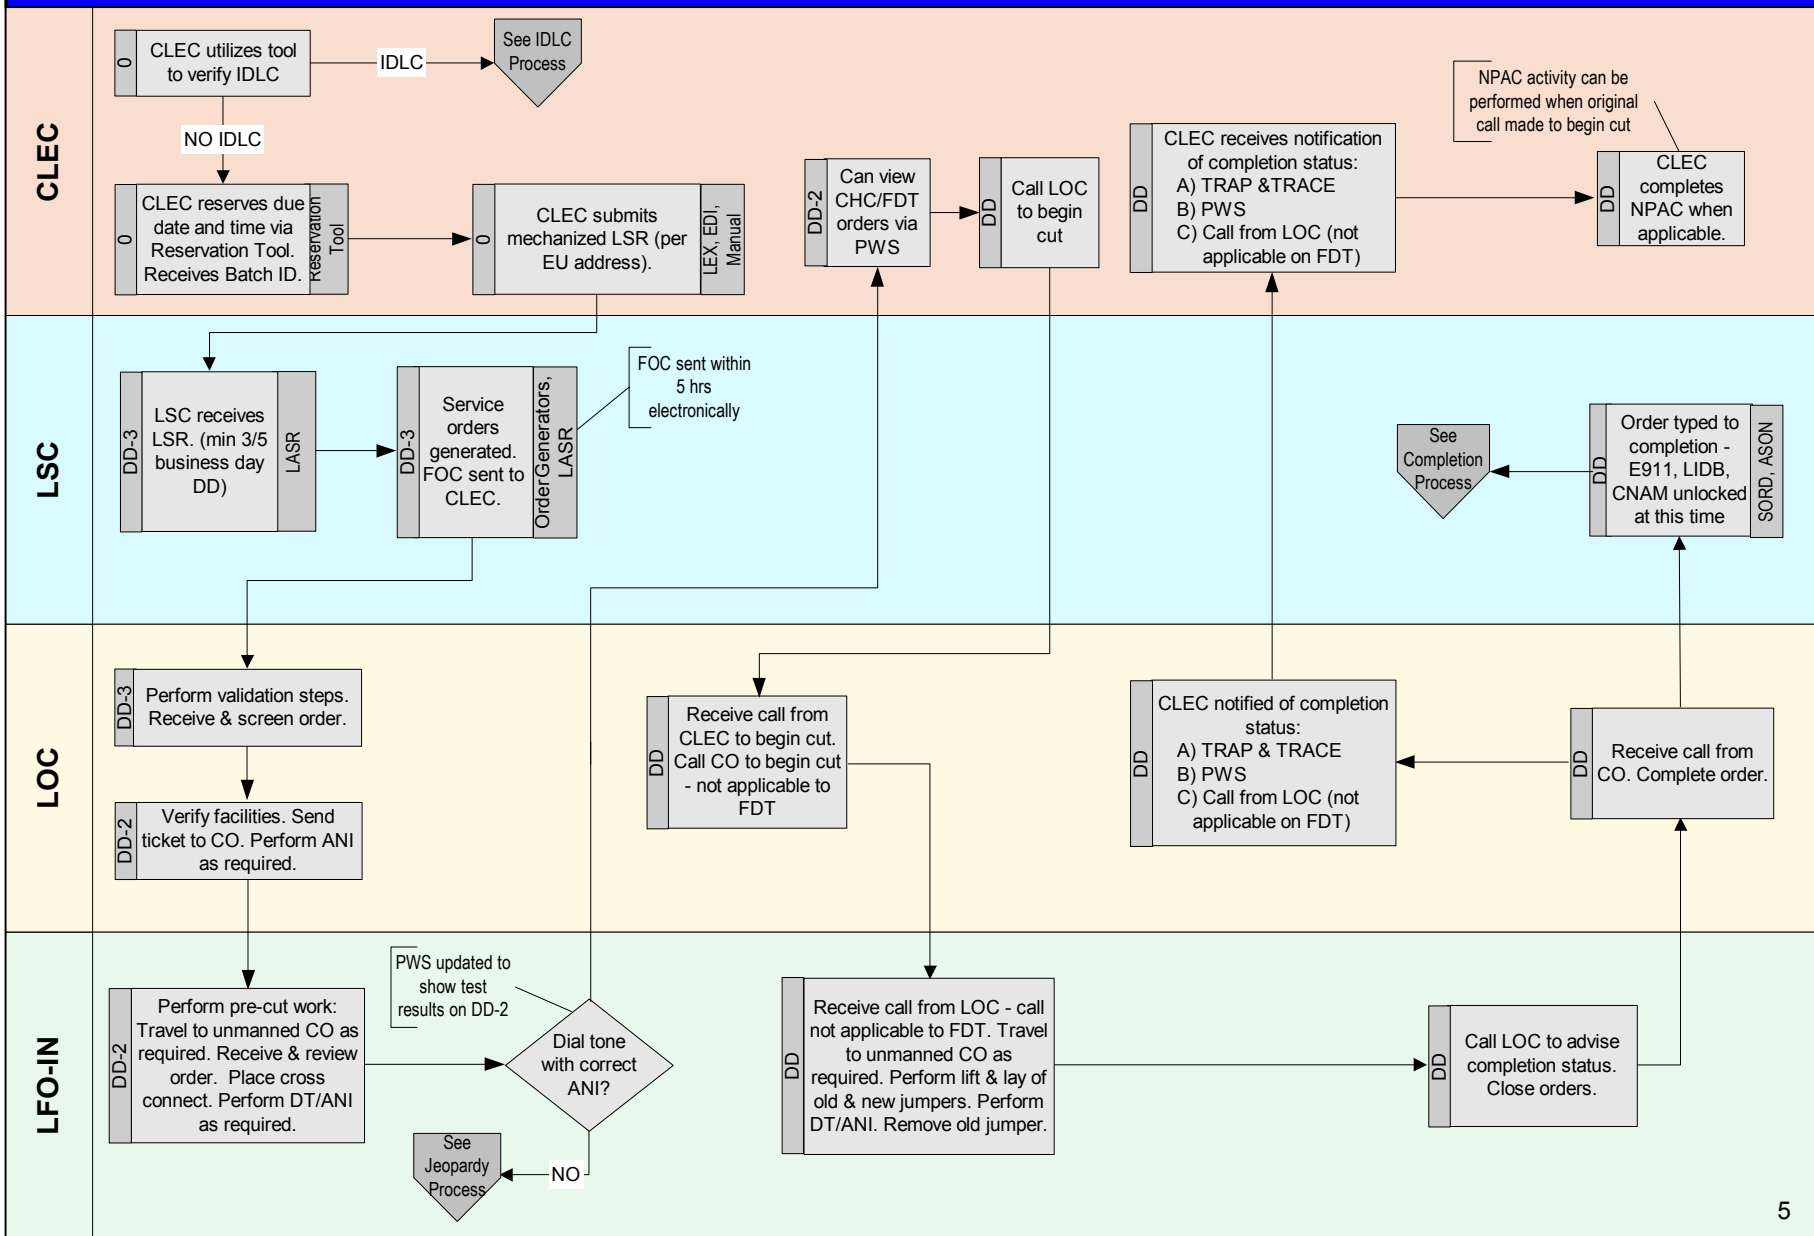 CLEC
0
CLEC utilizes tool
to verify IDLC
IDLC
See IDLC
Process
NO IDLC
0
CLEC reserves due
date and time via
Reservation Tool.
Receives Batch ID.
Reservation
Tool
0
CLEC submits
mechanized LSR (per
EU address).
LEX, EDI,
Manual
DD-2
Can view
CHC/FDT
orders via
PWS
DD
Call LOC
to begin
cut
DD
CLEC receives notification
of completion status:
A) TRAP &TRACE
B) PWS
C) Call from LOC (not
applicable on FDT)
NPAC activity can be
performed when original
call made to begin cut
DD
CLEC
completes
NPAC when
applicable.
LSC
DD-3
LSC receives
LSR. (min 3/5
business day
DD)
LASR
DD-3
Service
orders
generated.
FOC sent to
CLEC.
OrderGenerators,
LASR
FOC sent within
5 hrs
electronically
See
Completion
Process
DD
Order typed to
completion -
E911, LIDB,
CNAM unlocked
at this time
SORD, ASON
LOC
DD-3
Perform validation steps.
Receive & screen order.
DD-2
Verify facilities. Send
ticket to CO. Perform ANI
as required.
DD
Receive call from
CLEC to begin cut.
Call CO to begin cut
- not applicable to
FDT
DD
CLEC notified of completion
status:
A) TRAP & TRACE
B) PWS
C) Call from LOC (not
applicable on FDT)
DD
Receive call from
CO. Complete order.
LFO-IN
DD-2
Perform pre-cut work:
Travel to unmanned CO as
required. Receive & review
order. Place cross
connect. Perform DT/ANI
as required.
PWS updated to
show test
results on DD-2
Dial tone
with correct
ANI?
NO
See
Jeopardy
Process
DD
Receive call from LOC - call
not applicable to FDT. Travel
to unmanned CO as
required. Perform lift & lay of
old & new jumpers. Perform
DT/ANI. Remove old jumper.
DD
Call LOC to advise
completion status.
Close orders.
5